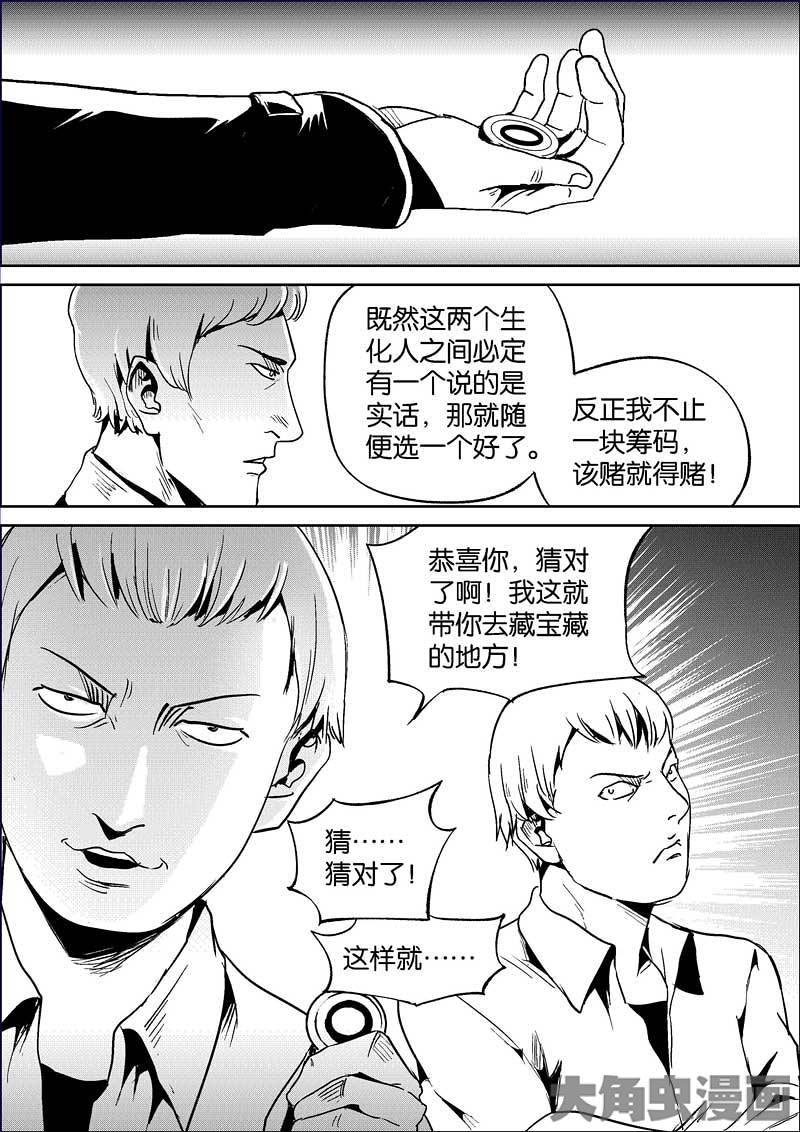 既然这两个生
化人之间必定
有一个说的是
实话，那就随
便选一个好了。
反正我不止
一块筹码，
该赌就得赌！
恭喜你，猜对
了啊！我这就
带你去藏宝藏
的地方！
猜……
猜对了！
这样就……
大角虫漫画